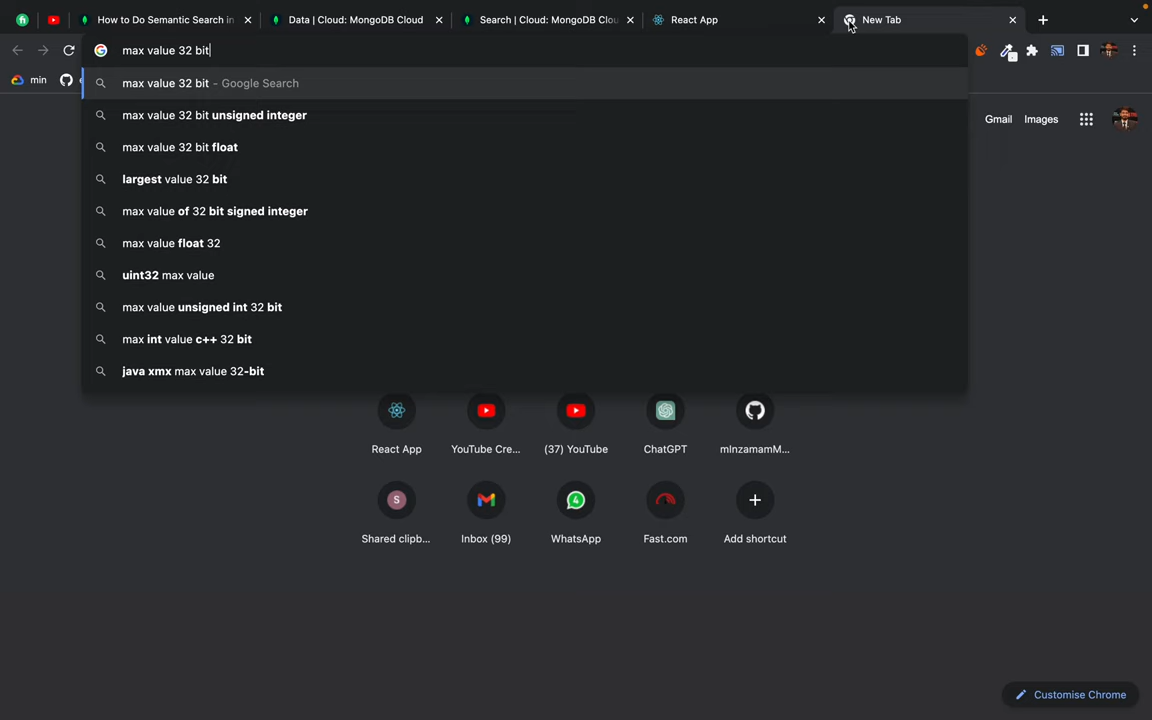 How to Do Semantic Search in
Data | Cloud: MongoDB Cloud
Search | Cloud: MongoDB Clou
React App
New Tab
max value 32 bit
min
max value 32 bit - Google Search
max value 32 bit unsigned integer
max value 32 bit float
largest value 32 bit
max value of 32 bit signed integer
max value float 32
uint32 max value
max value unsigned int 32 bit
max int value c++ 32 bit
java xmx max value 32-bit
Gmail
Images
React App
YouTube Cre...
(37) YouTube
ChatGPT
mInzamamM...
S
4
Shared clipb...
Inbox (99)
WhatsApp
Fast.com
Add shortcut
Customise Chrome